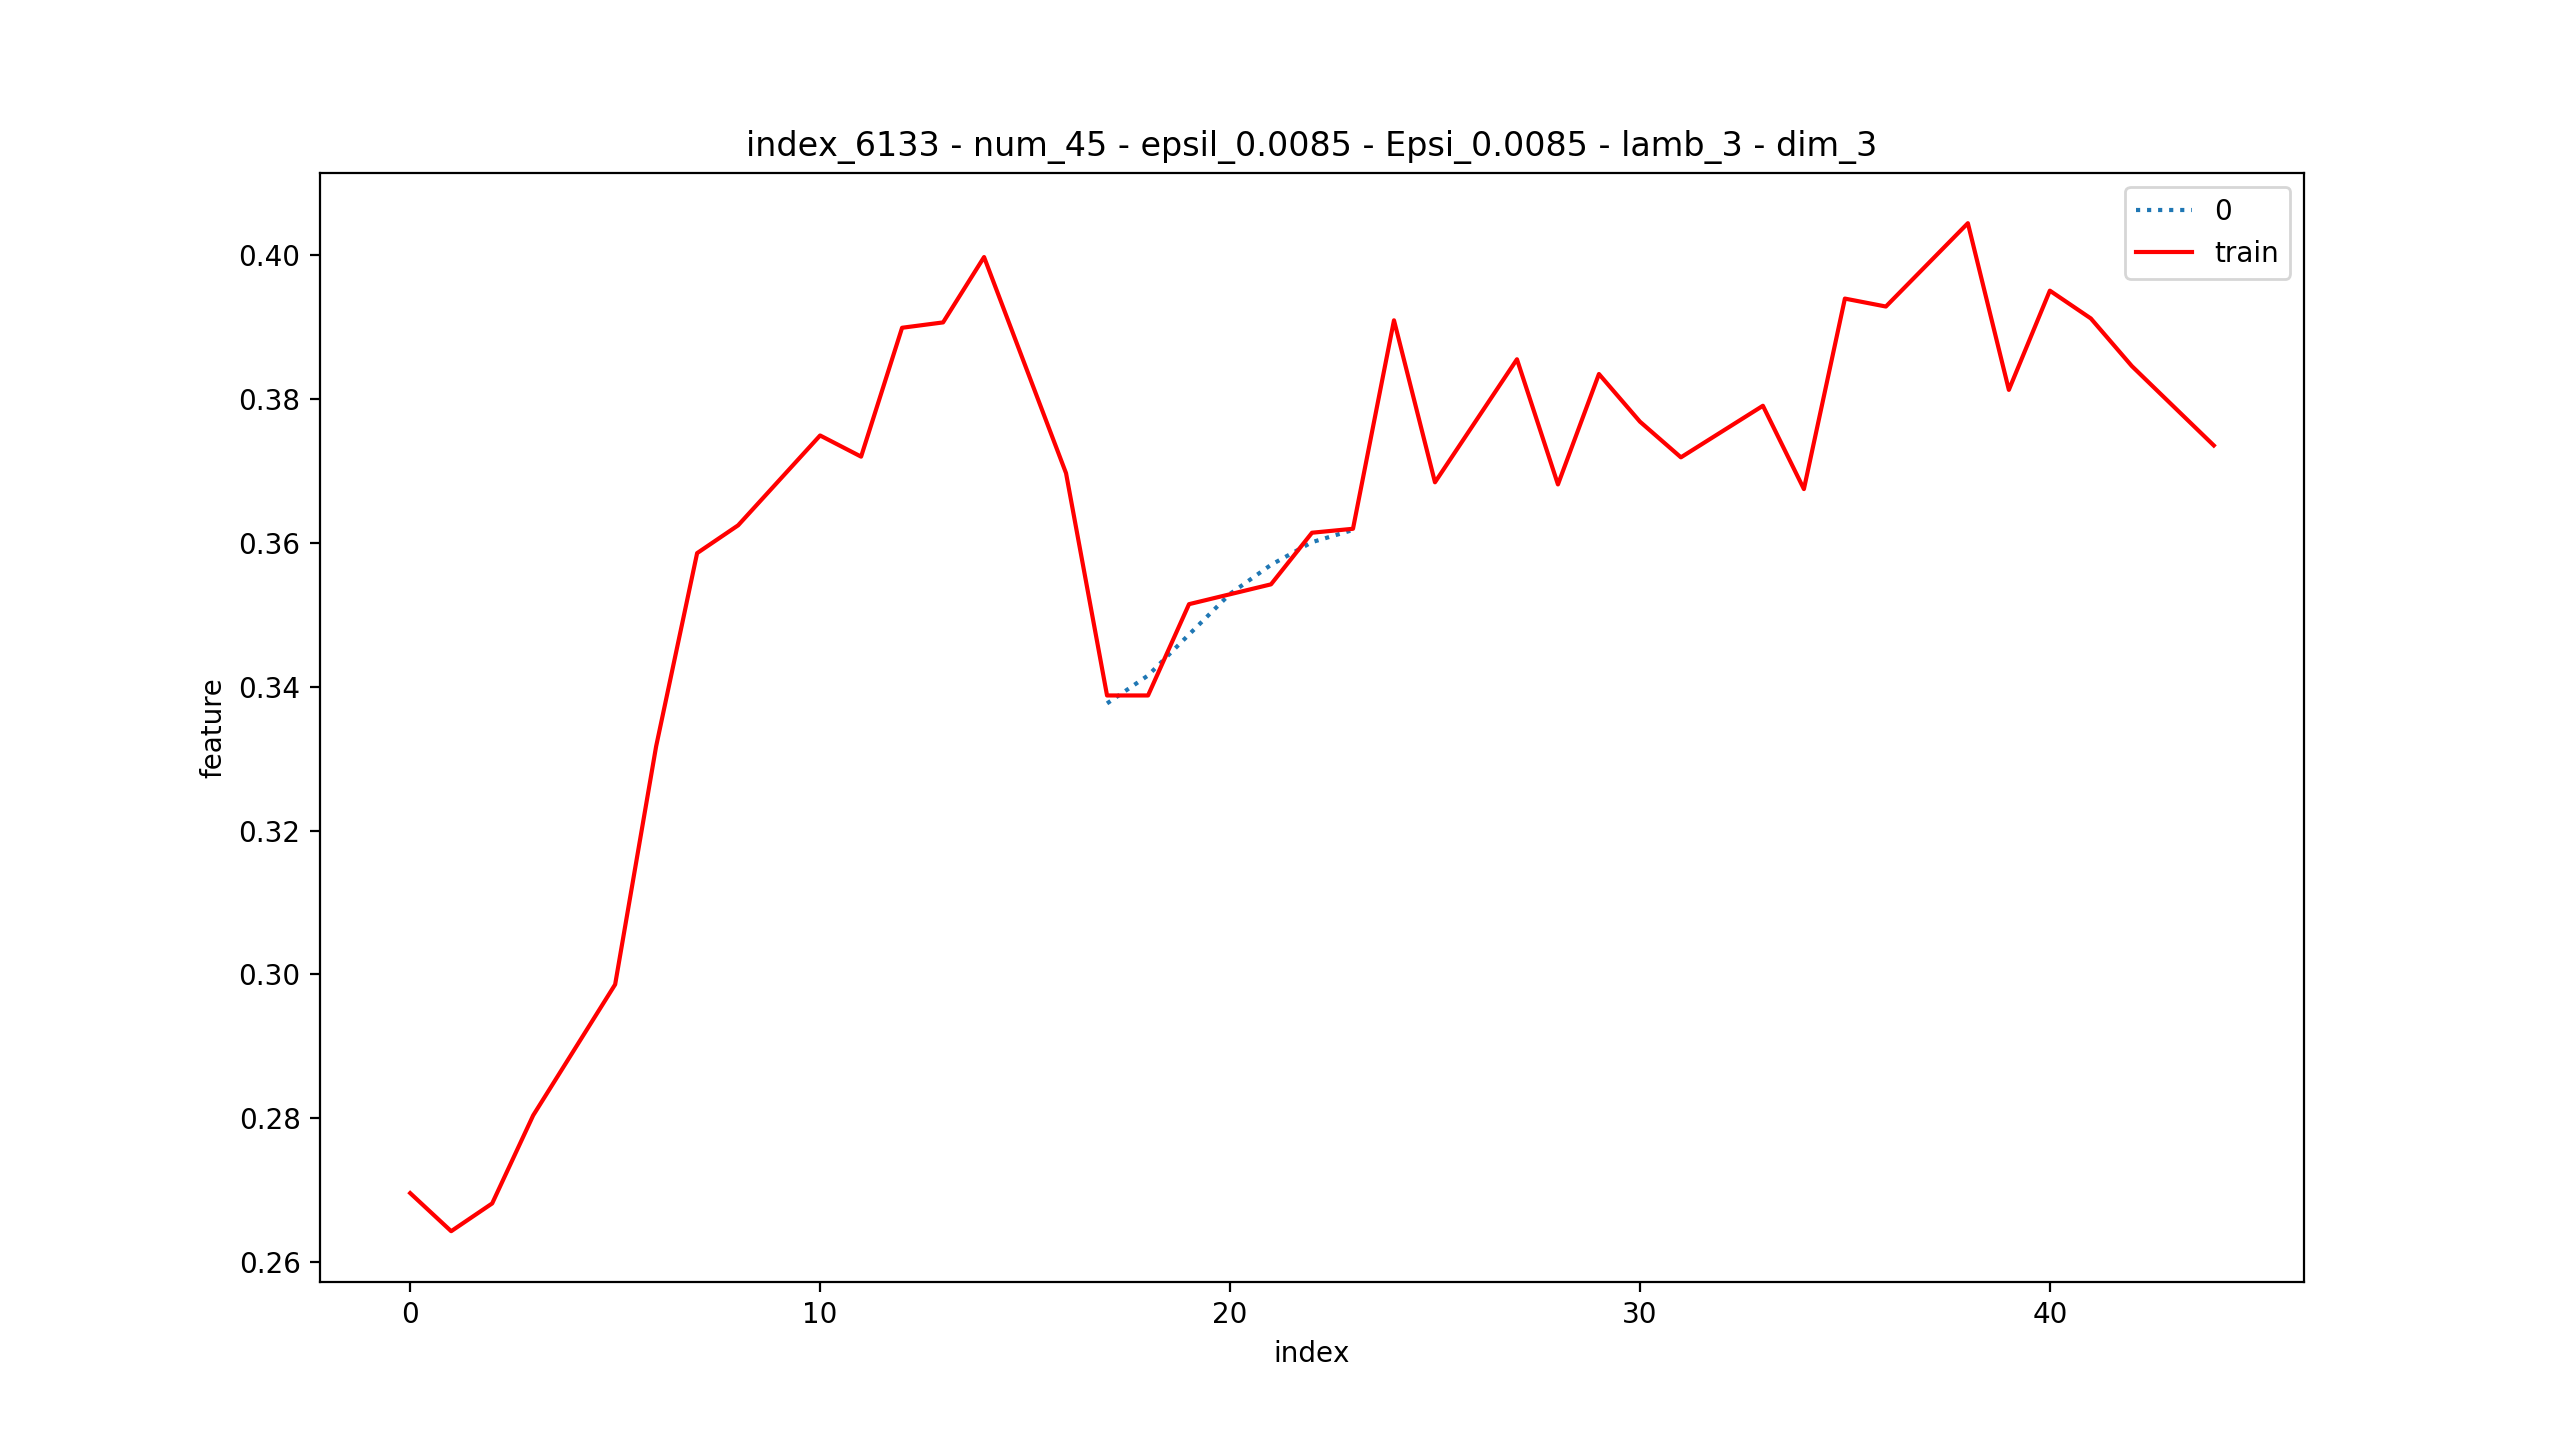 index_6133 - num_45 - epsil_0.0085 - Epsi_0.0085 - lamb_3 - dim_3
0
train
0.40
0.38
0.36
0.34
0.32
0.30
0.28
0.26
feature
0 10 20 30 40
index